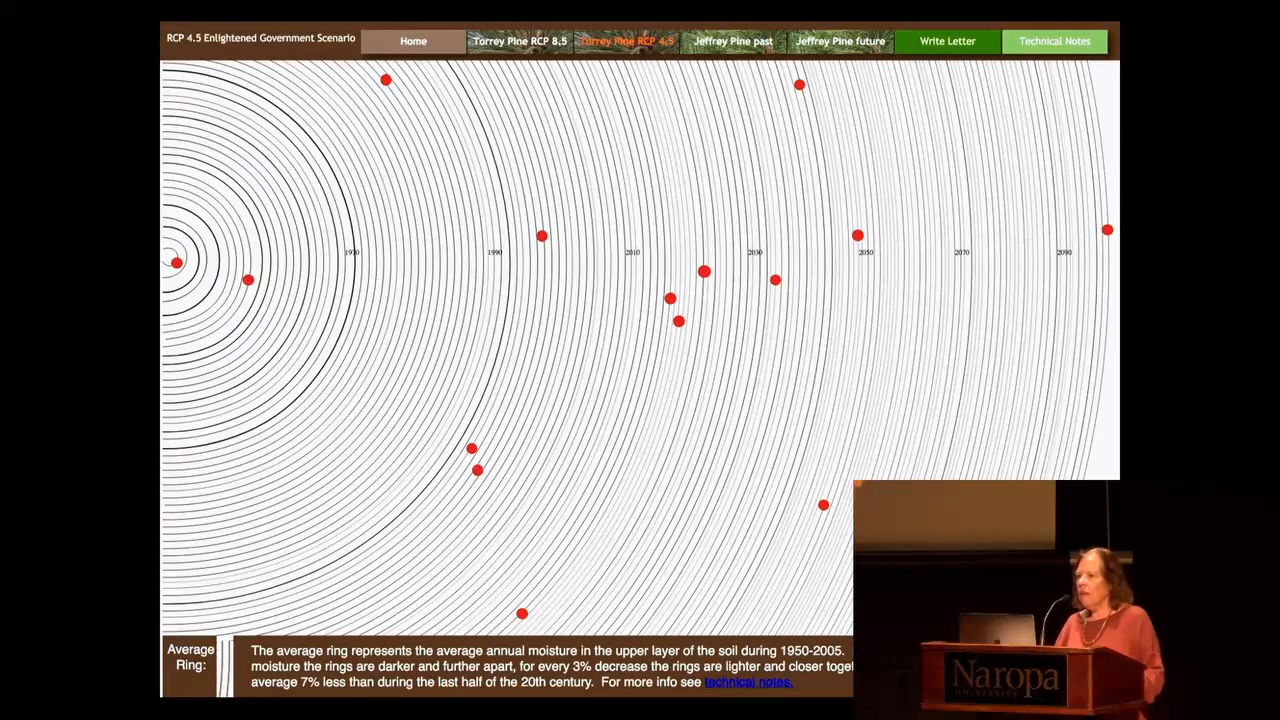 RCP 4.5 Enlightened Government Scenario
Home
Torrey Pine RCP 8.5
Torrey Pine RCP 4.5
Jeffrey Pine past
Jeffrey Pine future
Write Letter
Technical Notes
1970
1990
2010
2030
2050
2070
2090
Average
Ring:
The average ring represents the average annual moisture in the upper layer of the soil during 1950-2005.
moisture the rings are darker and further apart, for every 3% decrease the rings are lighter and closer
average 7% less than during the last half of the 20th century. For more info see technical notes.
Naropa
UNIVERSITY